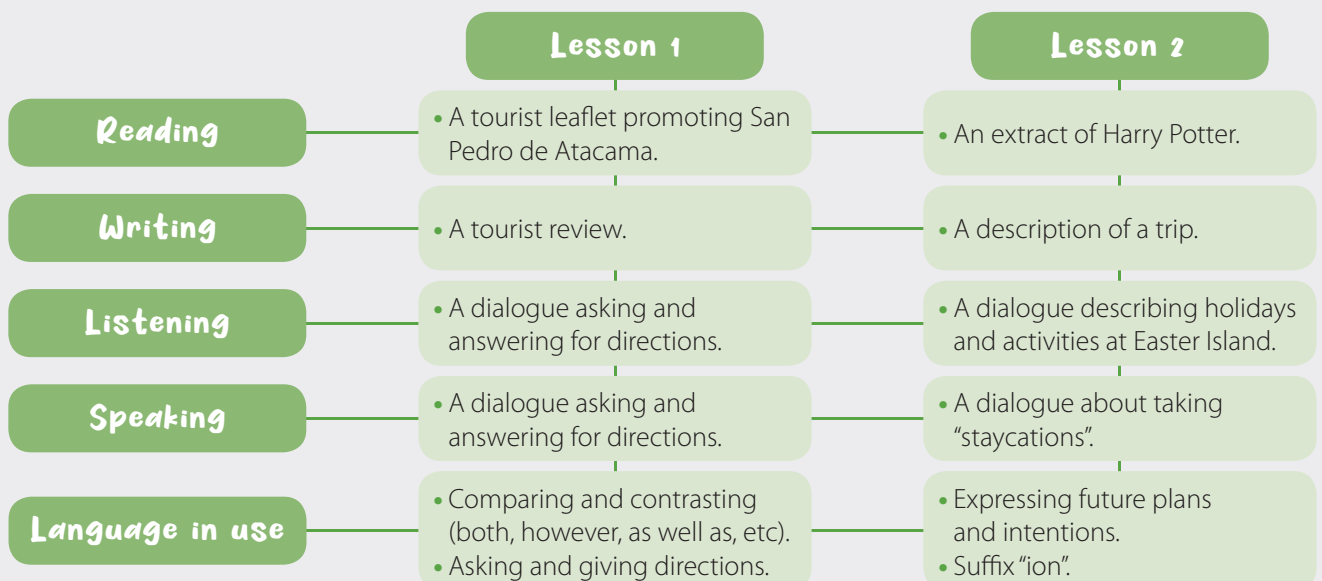 Lesson 1
Lesson 2
Reading
• A tourist leaflet promoting San
Pedro de Atacama.
• An extract of Harry Potter.
Writing
• A tourist review.
• A description of a trip.
Listening
• A dialogue asking and
answering for directions.
• A dialogue describing holidays
and activities at Easter Island.
Speaking
• A dialogue asking and
answering for directions.
• A dialogue about taking
“staycations”.
Language in use
• Comparing and contrasting
(both, however, as well as, etc).
• Asking and giving directions.
• Expressing future plans
and intentions.
• Suffix “ion”.